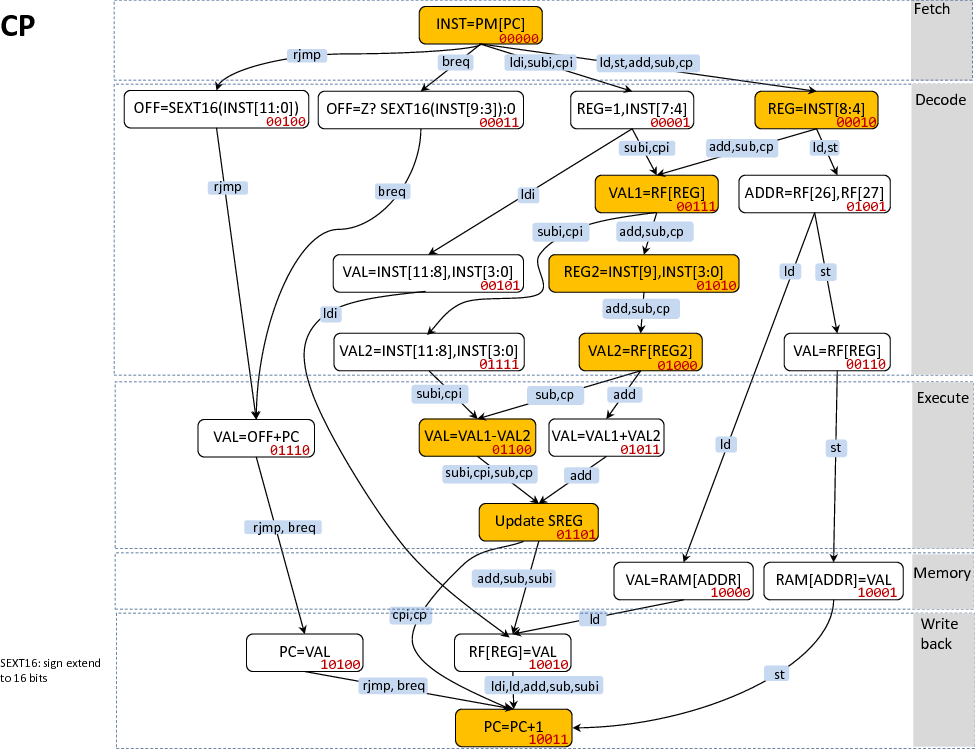 CP
Fetch
INST=PM[PC]
00000
rjmp
breq
ldi,subi,cpi
ld,st,add,sub,cp
Decode
OFF=SEXT16(INST[11:0])
00100
OFF=Z? SEXT16(INST[9:3]):0
00011
REG=1,INST[7:4]
00001
REG=INST[8:4]
00010
subi,cpi
add,sub,cp
ld,st
rjmp
breq
ldi
VAL1=RF[REG]
00111
ADDR=RF[26],RF[27]
01001
subi,cpi
add,sub,cp
VAL=INST[11:8],INST[3:0]
00101
REG2=INST[9],INST[3:0]
01010
ld
st
ldi
add,sub,cp
VAL2=INST[11:8],INST[3:0]
01111
VAL2=RF[REG2]
01000
VAL=RF[REG]
00110
Execute
subi,cpi
sub,cp
add
VAL=OFF+PC
01110
VAL=VAL1-VAL2
01100
VAL=VAL1+VAL2
01011
ld
st
subi,cpi,sub,cp
add
Update SREG
01101
rjmp, breq
Memory
add,sub,subi
VAL=RAM[ADDR]
10000
RAM[ADDR]=VAL
10001
cpi,cp
ld
Write
back
PC=VAL
10100
RF[REG]=VAL
10010
SEXT16: sign extend
to 16 bits
rjmp, breq
ldi,ld,add,sub,subi
st
PC=PC+1
10011